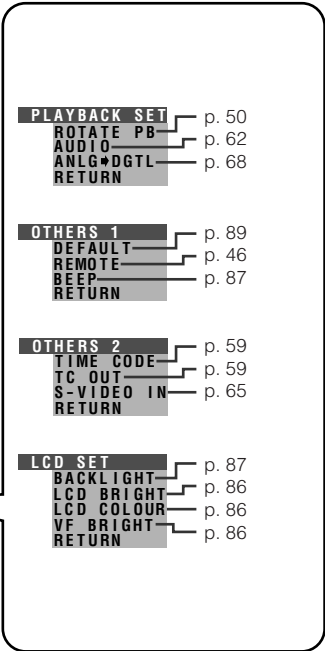 PLAYBACK SET
ROTATE PB p. 50
AUDIO p. 62
ANLG➧DGTL p. 68
RETURN
OTHERS 1
DEFAULT p. 89
REMOTE p. 46
BEEP p. 87
RETURN
OTHERS 2
TIME CODE p. 59
TC OUT p. 59
S-VIDEO IN p. 65
RETURN
LCD SET
BACKLIGHT p. 87
LCD BRIGHT p. 86
LCD COLOUR p. 86
VF BRIGHT p. 86
RETURN